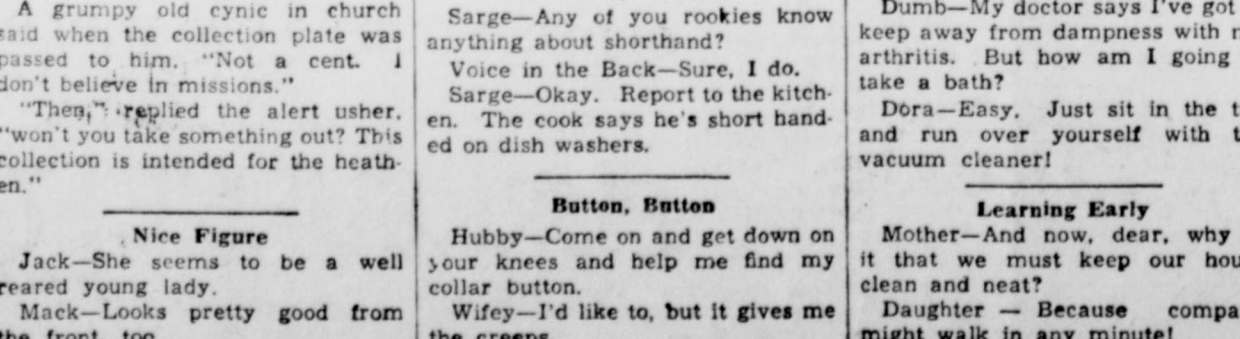 A grumpy old cynic in church
said when the collection plate was
passed to him. "Not a cent. I
don't believe in missions."
"Then," replied the alert usher.
"won't you take something out? This
collection is intended for the heath-
en."
Nice Figure
Jack—She seems to be a well
reared young lady.
Mack—Looks pretty good from
the front, too.
Sarge—Any of you rookies know
anything about shorthand?
Voice in the Back—Sure, I do.
Sarge—Okay. Report to the kitch-
en. The cook says he's short hand-
ed on dish washers.
Button, Button
Hubby—Come on and get down on
your knees and help me find my
collar button.
Wifey—I'd like to, but it gives me
the creeps.
Dumb—My doctor says I've got
keep away from dampness with
arthritis. But how am I going
take a bath?
Dora—Easy. Just sit in the
and run over yourself with
vacuum cleaner!
Learning Early
Mother—And now, dear, why
it that we must keep our
clean and neat?
Daughter — Because
might walk in any minute!